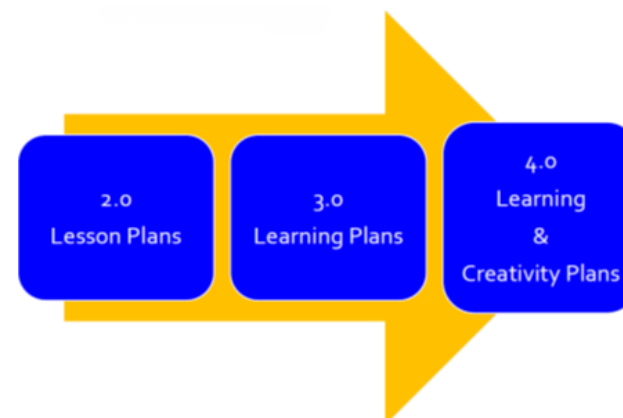 2.0
Lesson Plans
3.0
Learning Plans
4.0
Learning
&
Creativity Plans